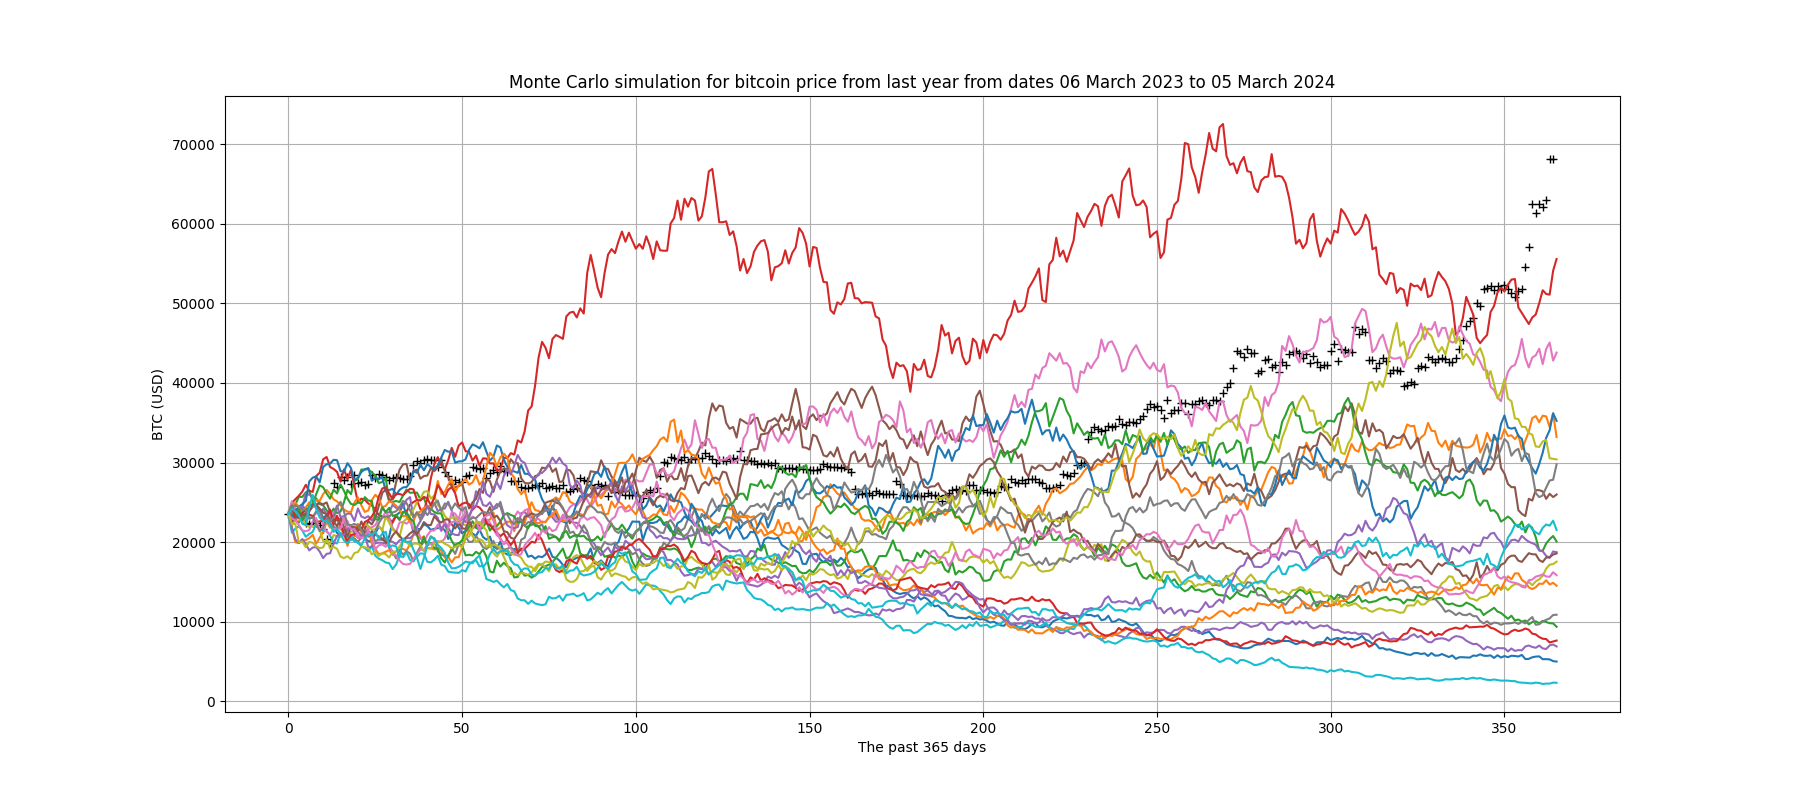 Monte Carlo simulation for bitcoin price from last year from dates 06 March 2023 to 05 March 2024
70000
60000
50000
40000
30000
20000
10000
0
BTC (USD)
0 50 100 150 200 250 300 350
The past 365 days